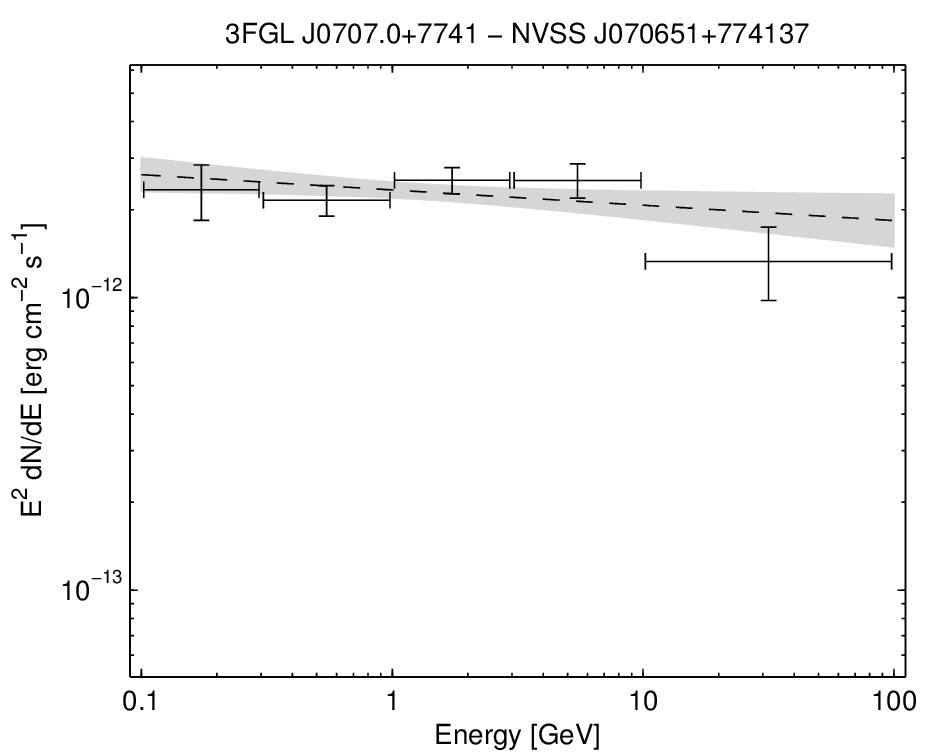 3FGL J0707.0+7741 − NVSS J070651+774137
E² dN/dE [erg cm⁻² s⁻¹]
10⁻¹²
10⁻¹³
0.1 1 10 100
Energy [GeV]